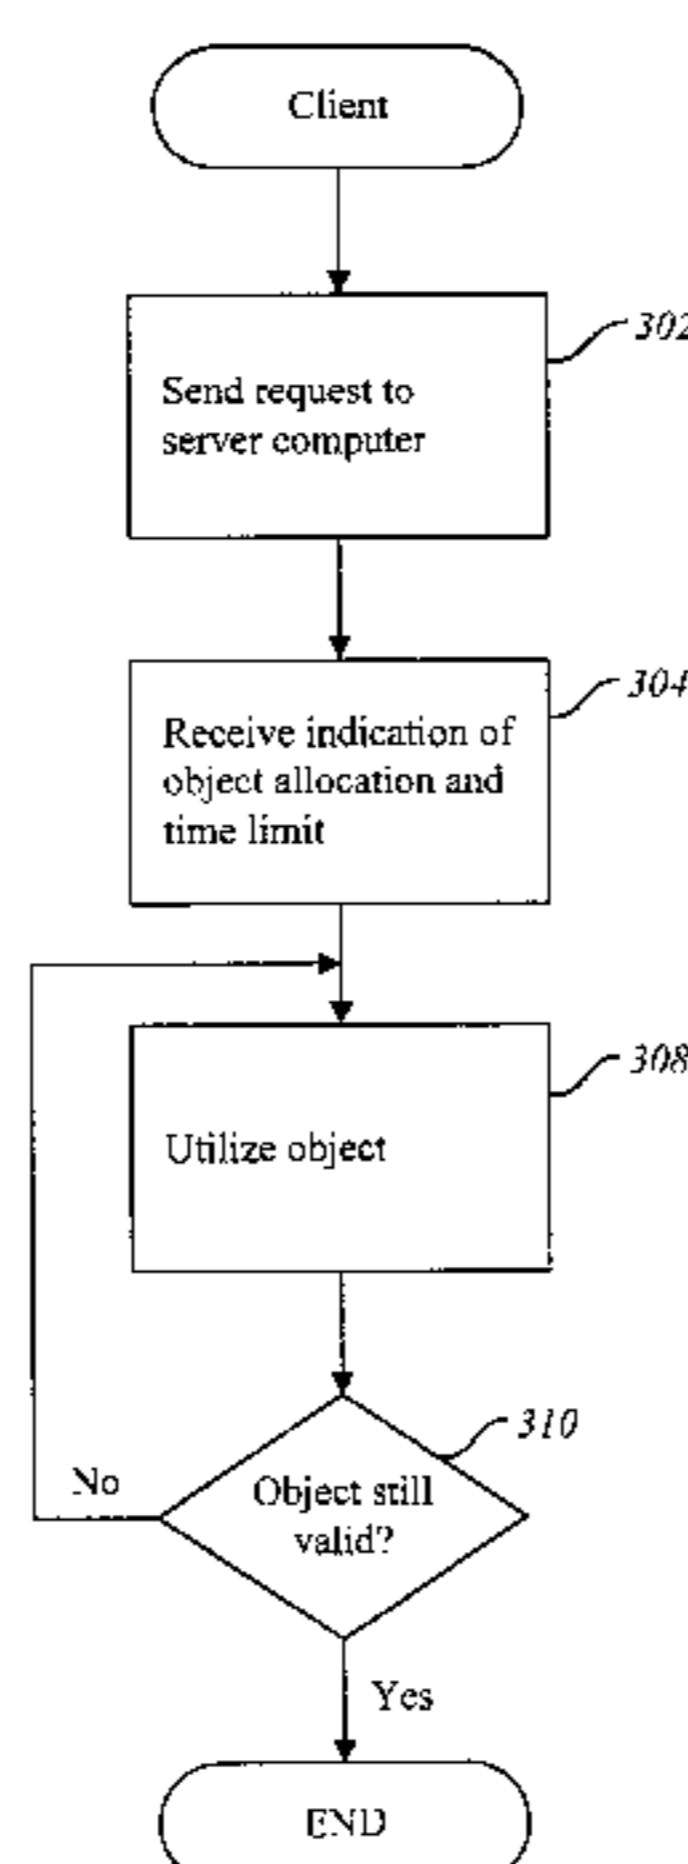 Client
302
Send request to
server computer
304
Receive indication of
object allocation and
time limit
308
Utilize object
310
No
Object still
valid?
Yes
END